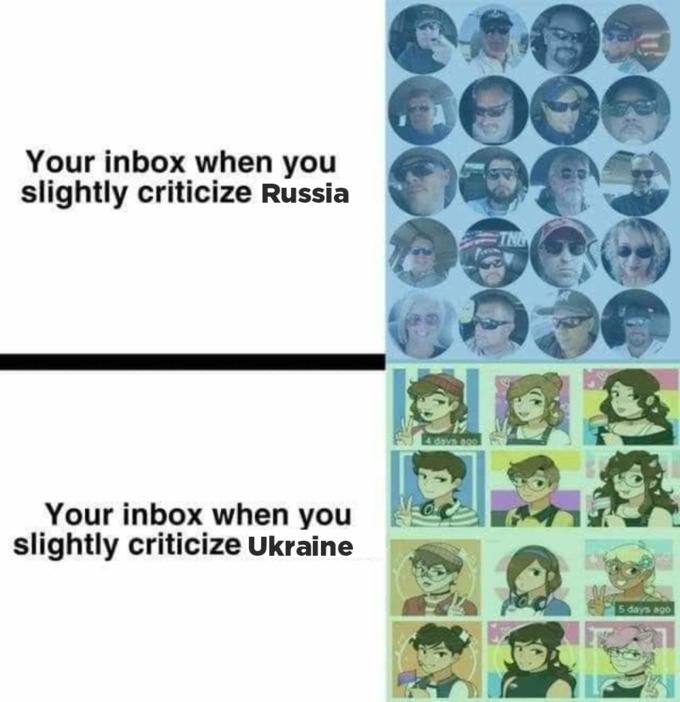 Your inbox when you
slightly criticize Russia
TNN
4 days ago
Your inbox when you
slightly criticize Ukraine
5 days ago